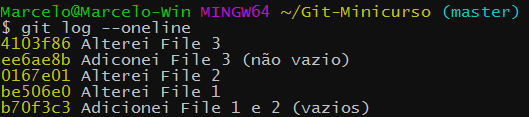 Marcelo@Marcelo-Win MINGW64 ~/Git-Minicurso (master)
$ git log --oneline
4103f86 Alterei File 3
ee6ae8b Adiconei File 3 (não vazio)
0167e01 Alterei File 2
be506e0 Alterei File 1
b70f3c3 Adicionei File 1 e 2 (vazios)